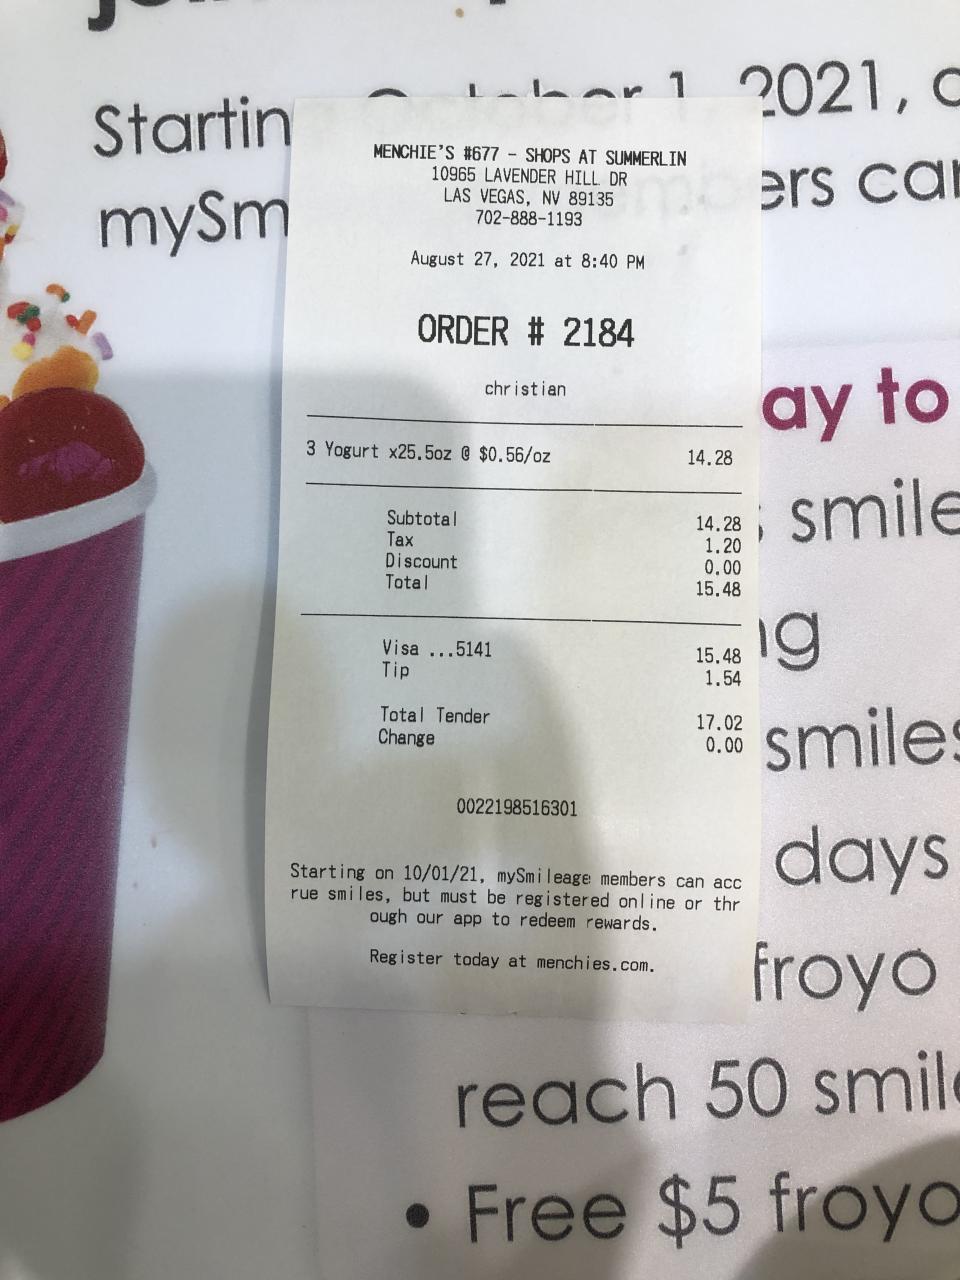 Startin
October 1, 2021,
mySm
ers car
MENCHIE'S #677 - SHOPS AT SUMMERLIN
10965 LAVENDER HILL DR
LAS VEGAS, NV 89135
702-888-1193
August 27, 2021 at 8:40 PM
ORDER # 2184
christian
3 Yogurt x25.5oz @ $0.56/oz 14.28
Subtotal 14.28
Tax 1.20
Discount 0.00
Total 15.48
Visa ...5141 15.48
Tip 1.54
Total Tender 17.02
Change 0.00
0022198516301
Starting on 10/01/21, mySmileage members can acc
rue smiles, but must be registered online or thr
ough our app to redeem rewards.
Register today at menchies.com.
ay to
smile
ng
smiles
days
froyo
reach 50 smile
• Free $5 froyo